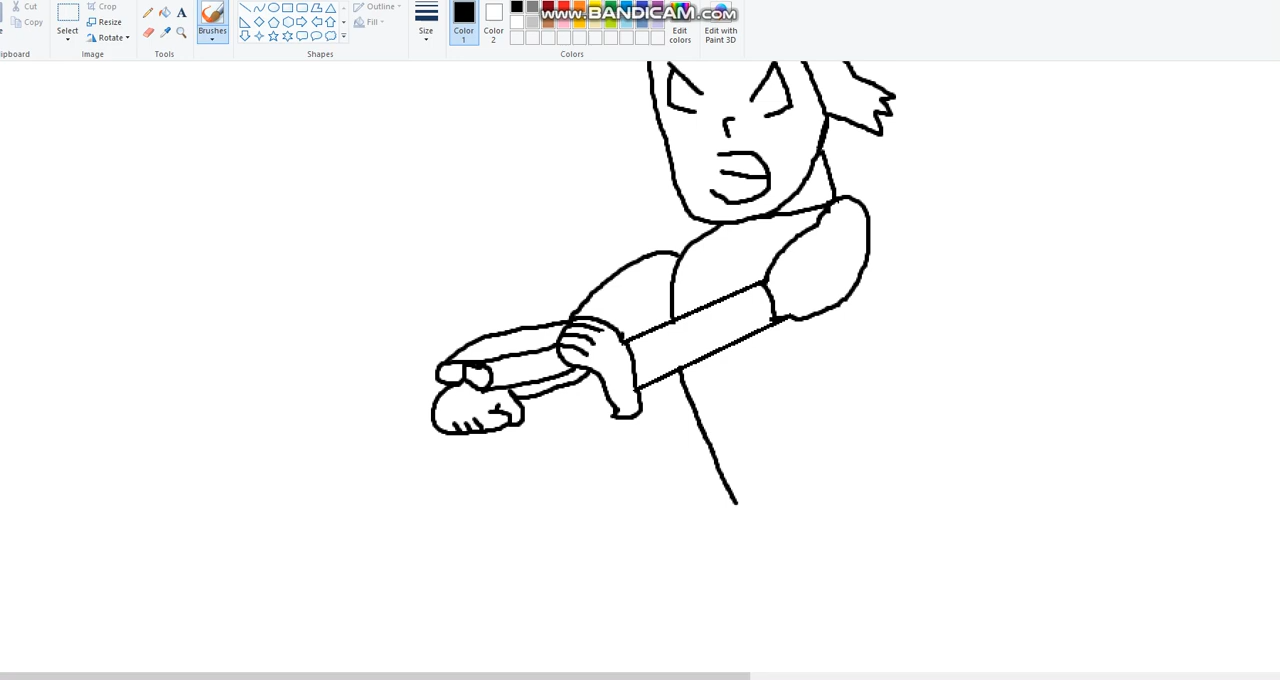 Cut
Crop
www.BANDICAM.com
Copy
Select
Resize
Rotate
A
Brushes
Outline
Fill
Size
Color 1
Color 2
Edit colors
Edit with Paint 3D
ipboard
Image
Tools
Shapes
Colors